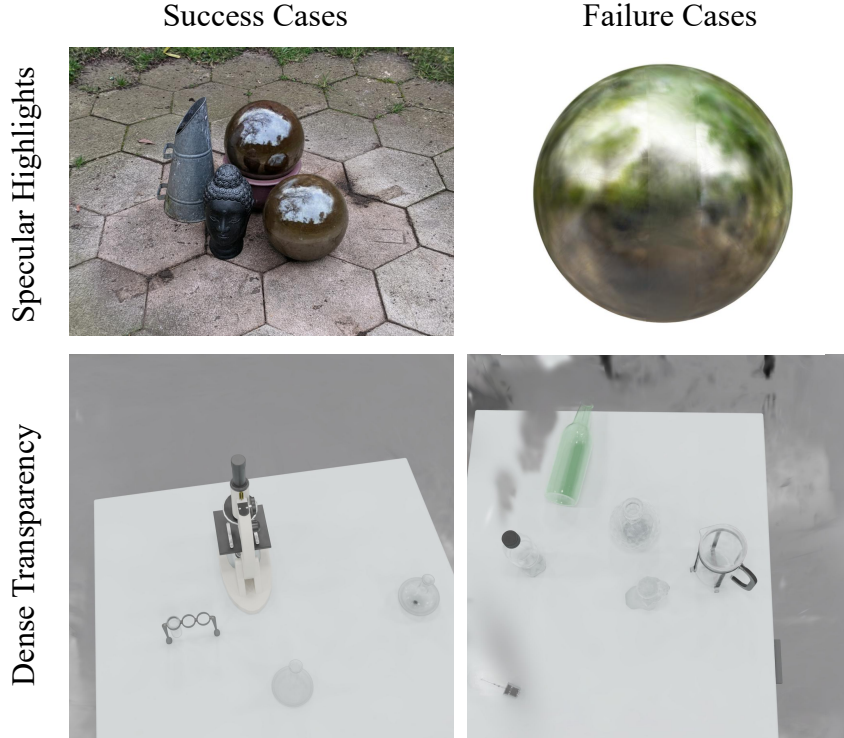 Success Cases
Failure Cases
Specular Highlights
Dense Transparency